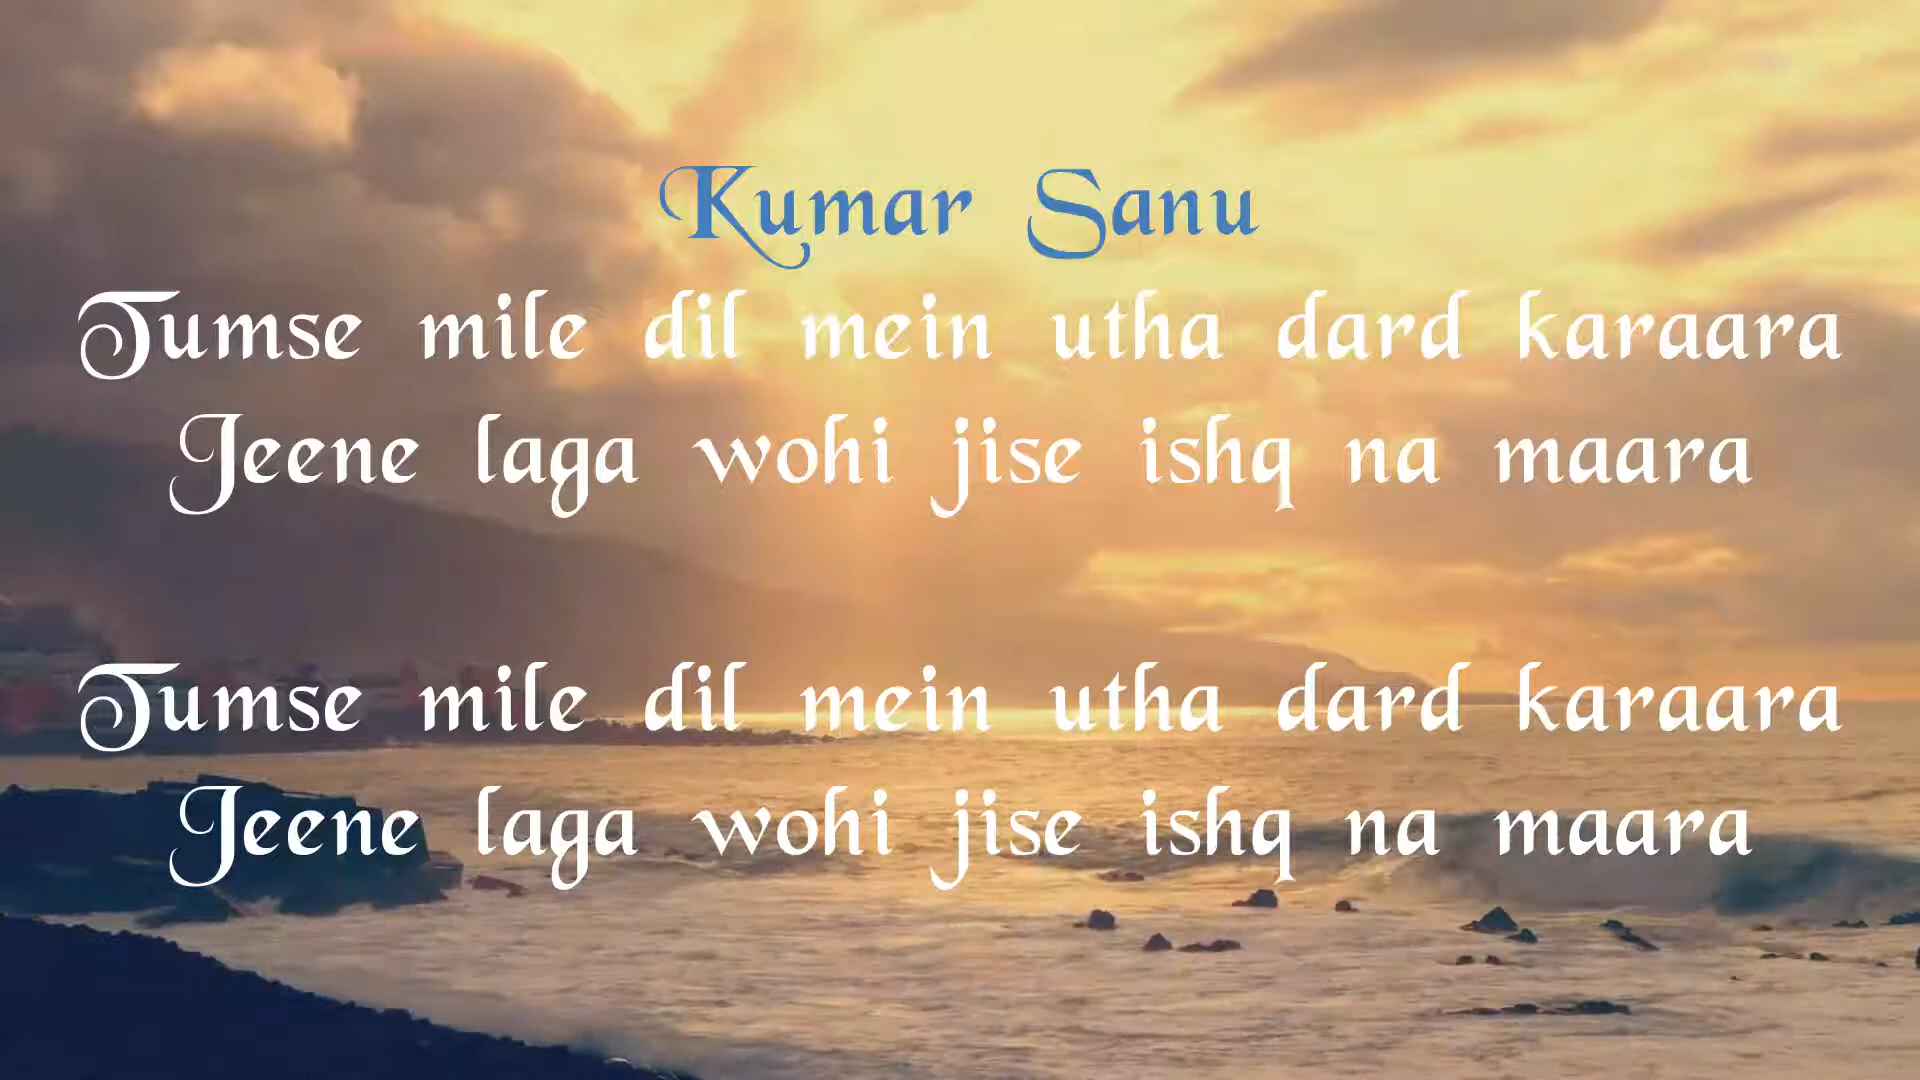 Kumar Sanu
Tumse mile dil mein utha dard karaara
Jeene laga wohi jise ishq na maara
Tumse mile dil mein utha dard karaara
Jeene laga wohi jise ishq na maara